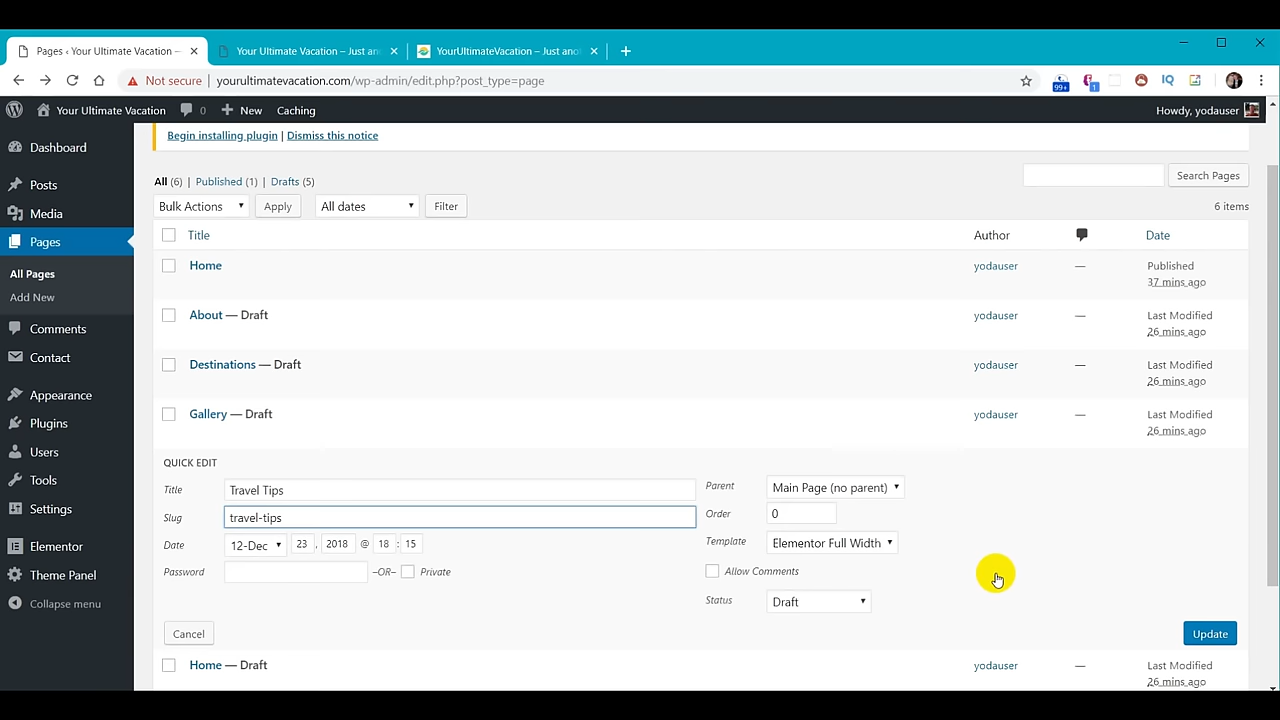 Pages ‹ Your Ultimate Vacation —
Your Ultimate Vacation – Just an
YourUltimateVacation – Just ano
Not secure yourultimatevacation.com/wp-admin/edit.php?post_type=page
99+
1
IQ
Your Ultimate Vacation 0 New Caching
Howdy, yodauser
Dashboard
Posts
Media
Pages
All Pages
Add New
Comments
Contact
Appearance
Plugins
Users
Tools
Settings
Elementor
Theme Panel
Collapse menu
Begin installing plugin | Dismiss this notice
All (6) | Published (1) | Drafts (5)
Search Pages
Bulk Actions Apply All dates Filter
6 items
Title Author Date
Home yodauser — Published
37 mins ago
About — Draft yodauser — Last Modified
26 mins ago
Destinations — Draft yodauser — Last Modified
26 mins ago
Gallery — Draft yodauser — Last Modified
26 mins ago
QUICK EDIT
Title Travel Tips
Slug travel-tips
Date 12-Dec 23 , 2018 @ 18 : 15
Password –OR– Private
Parent Main Page (no parent)
Order 0
Template Elementor Full Width
Allow Comments
Status Draft
Cancel
Update
Home — Draft yodauser — Last Modified
26 mins ago